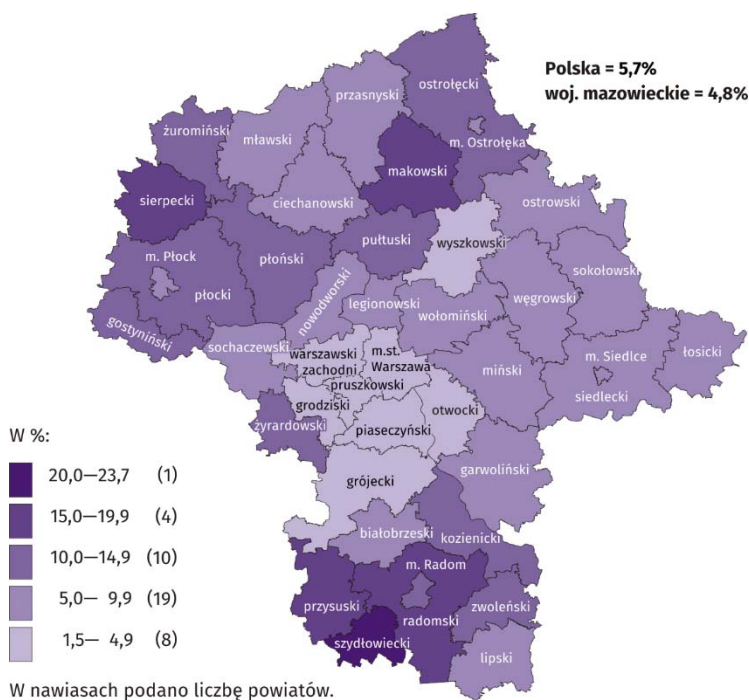 Polska = 5,7%
woj. mazowieckie = 4,8%
ostrołęcki
przasnyski
żuromiński
mławski
m. Ostrołęka
makowski
sierpecki
ciechanowski
ostrowski
pułtuski
wyszkowski
m. Płock
płoński
sokołowski
płocki
nowodworski
legionowski
węgrowski
wołomiński
gostyniński
sochaczewski
warszawski
zachodni
m.st.
Warszawa
m. Siedlce
łosicki
pruszkowski
miński
siedlecki
grodziski
otwocki
żyrardowski
piaseczyński
garwoliński
grójecki
białobrzeski
kozienicki
m. Radom
przysuski
zwoleński
radomski
szydłowiecki
lipski
W %:
20,0—23,7 (1)
15,0—19,9 (4)
10,0—14,9 (10)
5,0— 9,9 (19)
1,5— 4,9 (8)
W nawiasach podano liczbę powiatów.